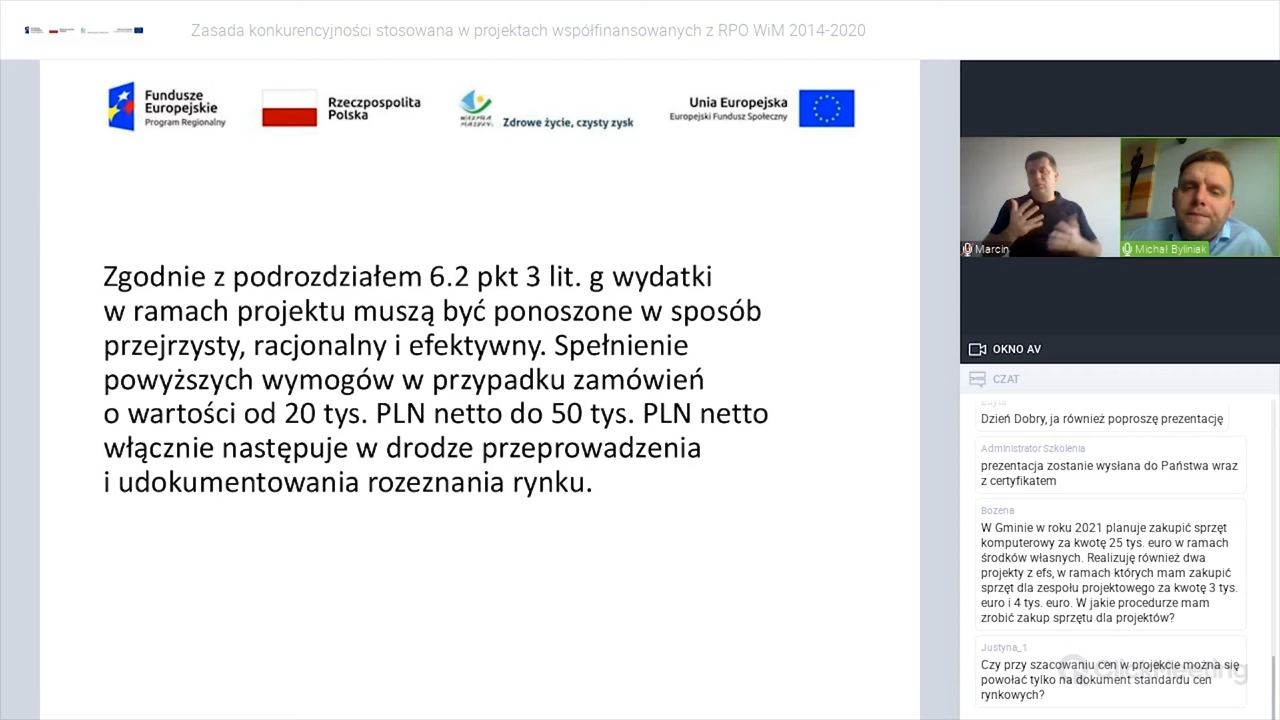 Zasada konkurencyjności stosowana w projektach współfinansowanych z RPO WiM 2014-2020
Fundusze
Europejskie
Program Regionalny
Rzeczpospolita
Polska
Zdrowe życie, czysty zysk
Unia Europejska
Europejski Fundusz Społeczny
Zgodnie z podrozdziałem 6.2 pkt 3 lit. g wydatki
w ramach projektu muszą być ponoszone w sposób
przejrzysty, racjonalny i efektywny. Spełnienie
powyższych wymogów w przypadku zamówień
o wartości od 20 tys. PLN netto do 50 tys. PLN netto
włącznie następuje w drodze przeprowadzenia
i udokumentowania rozeznania rynku.
Marcin
Michał Byliniak
OKNO AV
CZAT
Dzień Dobry, ja również poproszę prezentację
Administrator Szkolenia
prezentacja zostanie wysłana do Państwa wraz
z certyfikatem
Bozena
W Gminie w roku 2021 planuje zakupić sprzęt
komputerowy za kwotę 25 tys. euro w ramach
środków własnych. Realizuję również dwa
projekty z efs, w ramach których mam zakupić
sprzęt dla zespołu projektowego za kwotę 3 tys.
euro i 4 tys. euro. W jakie procedurze mam
zrobić zakup sprzętu dla projektów?
Justyna_1
Czy przy szacowaniu cen w projekcie można się
powołać tylko na dokument standardu cen
rynkowych?
ClickMeeting